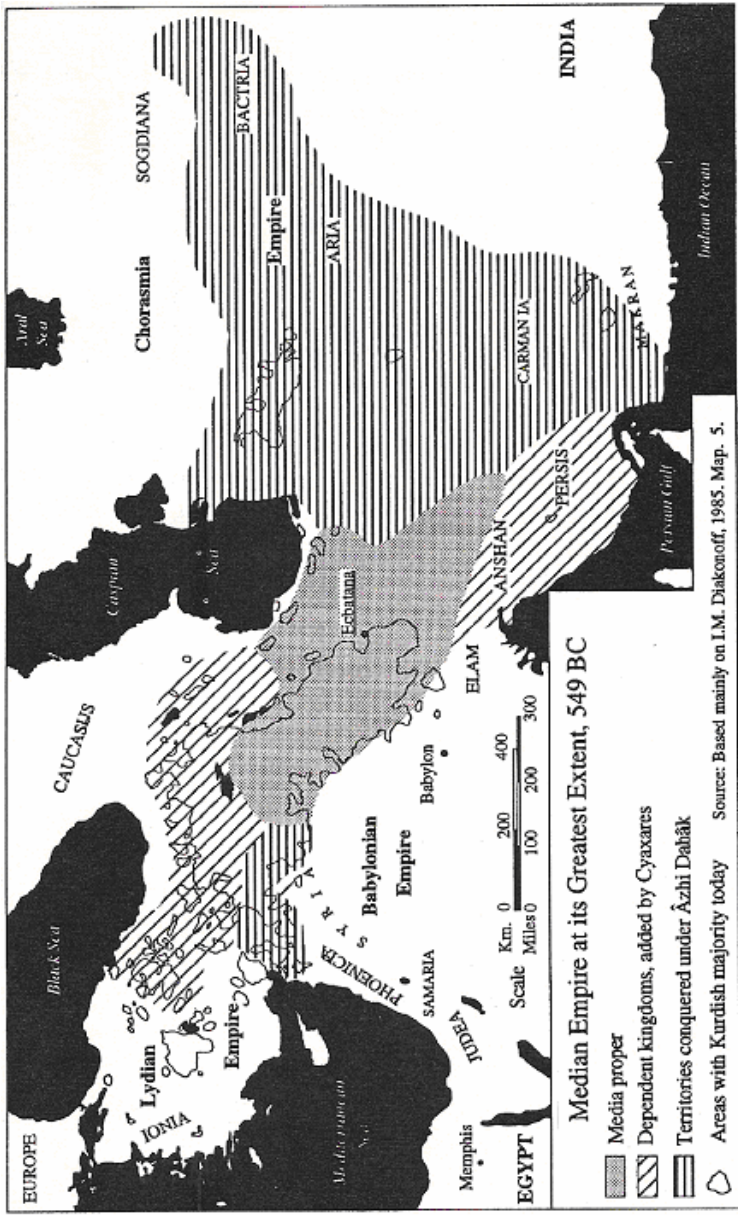 EUROPE
Black Sea
CAUCASUS
Caspian
Sea
Aral
Sea
Chorasmia
SOGDIANA
BACTRIA
Lydian
Empire
IONIA
Empire
ARIA
Ecbatana
Mediterranean
Sea
PHOENICIA
SYRIA
Babylonian
Empire
Babylon
ELAM
ANSHAN
PERSIS
CARMANIA
MAKRAN
INDIA
SAMARIA
JUDEA
Memphis
EGYPT
Persian Gulf
Indian Ocean
Scale
Km. 0 200 400
Miles 0 100 200 300
Median Empire at its Greatest Extent, 549 BC
Media proper
Dependent kingdoms, added by Cyaxares
Territories conquered under Âzhi Dahâk
Areas with Kurdish majority today
Source: Based mainly on I.M. Diakonoff, 1985. Map. 5.